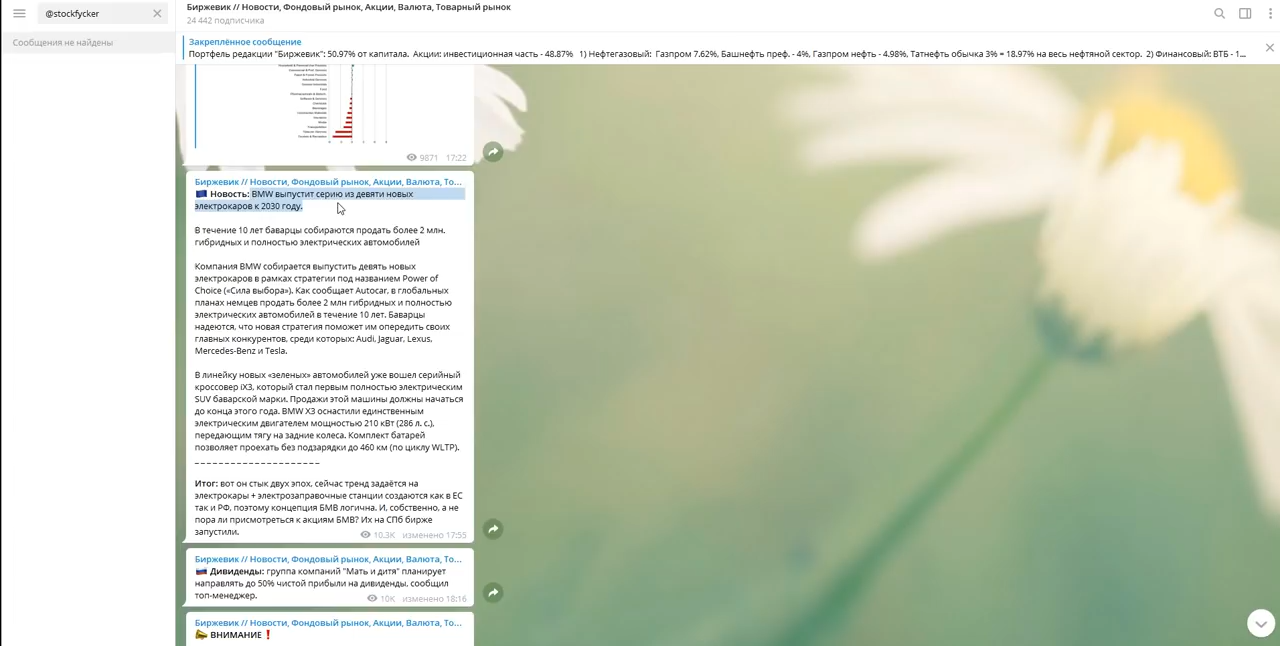 @stockfycker
Сообщения не найдены
Биржевик // Новости, Фондовый рынок, Акции, Валюта, Товарный рынок
24 442 подписчика
Закреплённое сообщение
Портфель редакции "Биржевик": 50.97% от капитала. Акции: инвестиционная часть - 48.87% 1) Нефтегазовый: Газпром 7.62%, Башнефть преф. - 4%, Газпром нефть - 4.98%, Татнефть обычка 3% = 18.97% на весь нефтяной сектор. 2) Финансовый: ВТБ - 1...
9871 17:22
Биржевик // Новости, Фондовый рынок, Акции, Валюта, То...
Новость: BMW выпустит серию из девяти новых
электрокаров к 2030 году.
В течение 10 лет баварцы собираются продать более 2 млн.
гибридных и полностью электрических автомобилей
Компания BMW собирается выпустить девять новых
электрокаров в рамках стратегии под названием Power of
Choice («Сила выбора»). Как сообщает Autocar, в глобальных
планах немцев продать более 2 млн гибридных и полностью
электрических автомобилей в течение 10 лет. Баварцы
надеются, что новая стратегия поможет им опередить своих
главных конкурентов, среди которых: Audi, Jaguar, Lexus,
Mercedes-Benz и Tesla.
В линейку новых «зеленых» автомобилей уже вошел серийный
кроссовер iX3, который стал первым полностью электрическим
SUV баварской марки. Продажи этой машины должны начаться
до конца этого года. BMW X3 оснастили единственным
электрическим двигателем мощностью 210 кВт (286 л. с.),
передающим тягу на задние колеса. Комплект батарей
позволяет проехать без подзарядки до 460 км (по циклу WLTP).
_ _ _ _ _ _ _ _ _ _ _ _ _ _ _ _ _ _ _ _ _
Итог: вот он стык двух эпох, сейчас тренд задаётся на
электрокары + электрозаправочные станции создаются как в ЕС
так и РФ, поэтому концепция БМВ логична. И, собственно, а не
пора ли присмотреться к акциям БМВ? Их на СПб бирже
запустили.
10.3K изменено 17:55
Биржевик // Новости, Фондовый рынок, Акции, Валюта, То...
Дивиденды: группа компаний "Мать и дитя" планирует
направлять до 50% чистой прибыли на дивиденды, сообщил
топ-менеджер.
10K изменено 18:16
Биржевик // Новости, Фондовый рынок, Акции, Валюта, То...
ВНИМАНИЕ❗